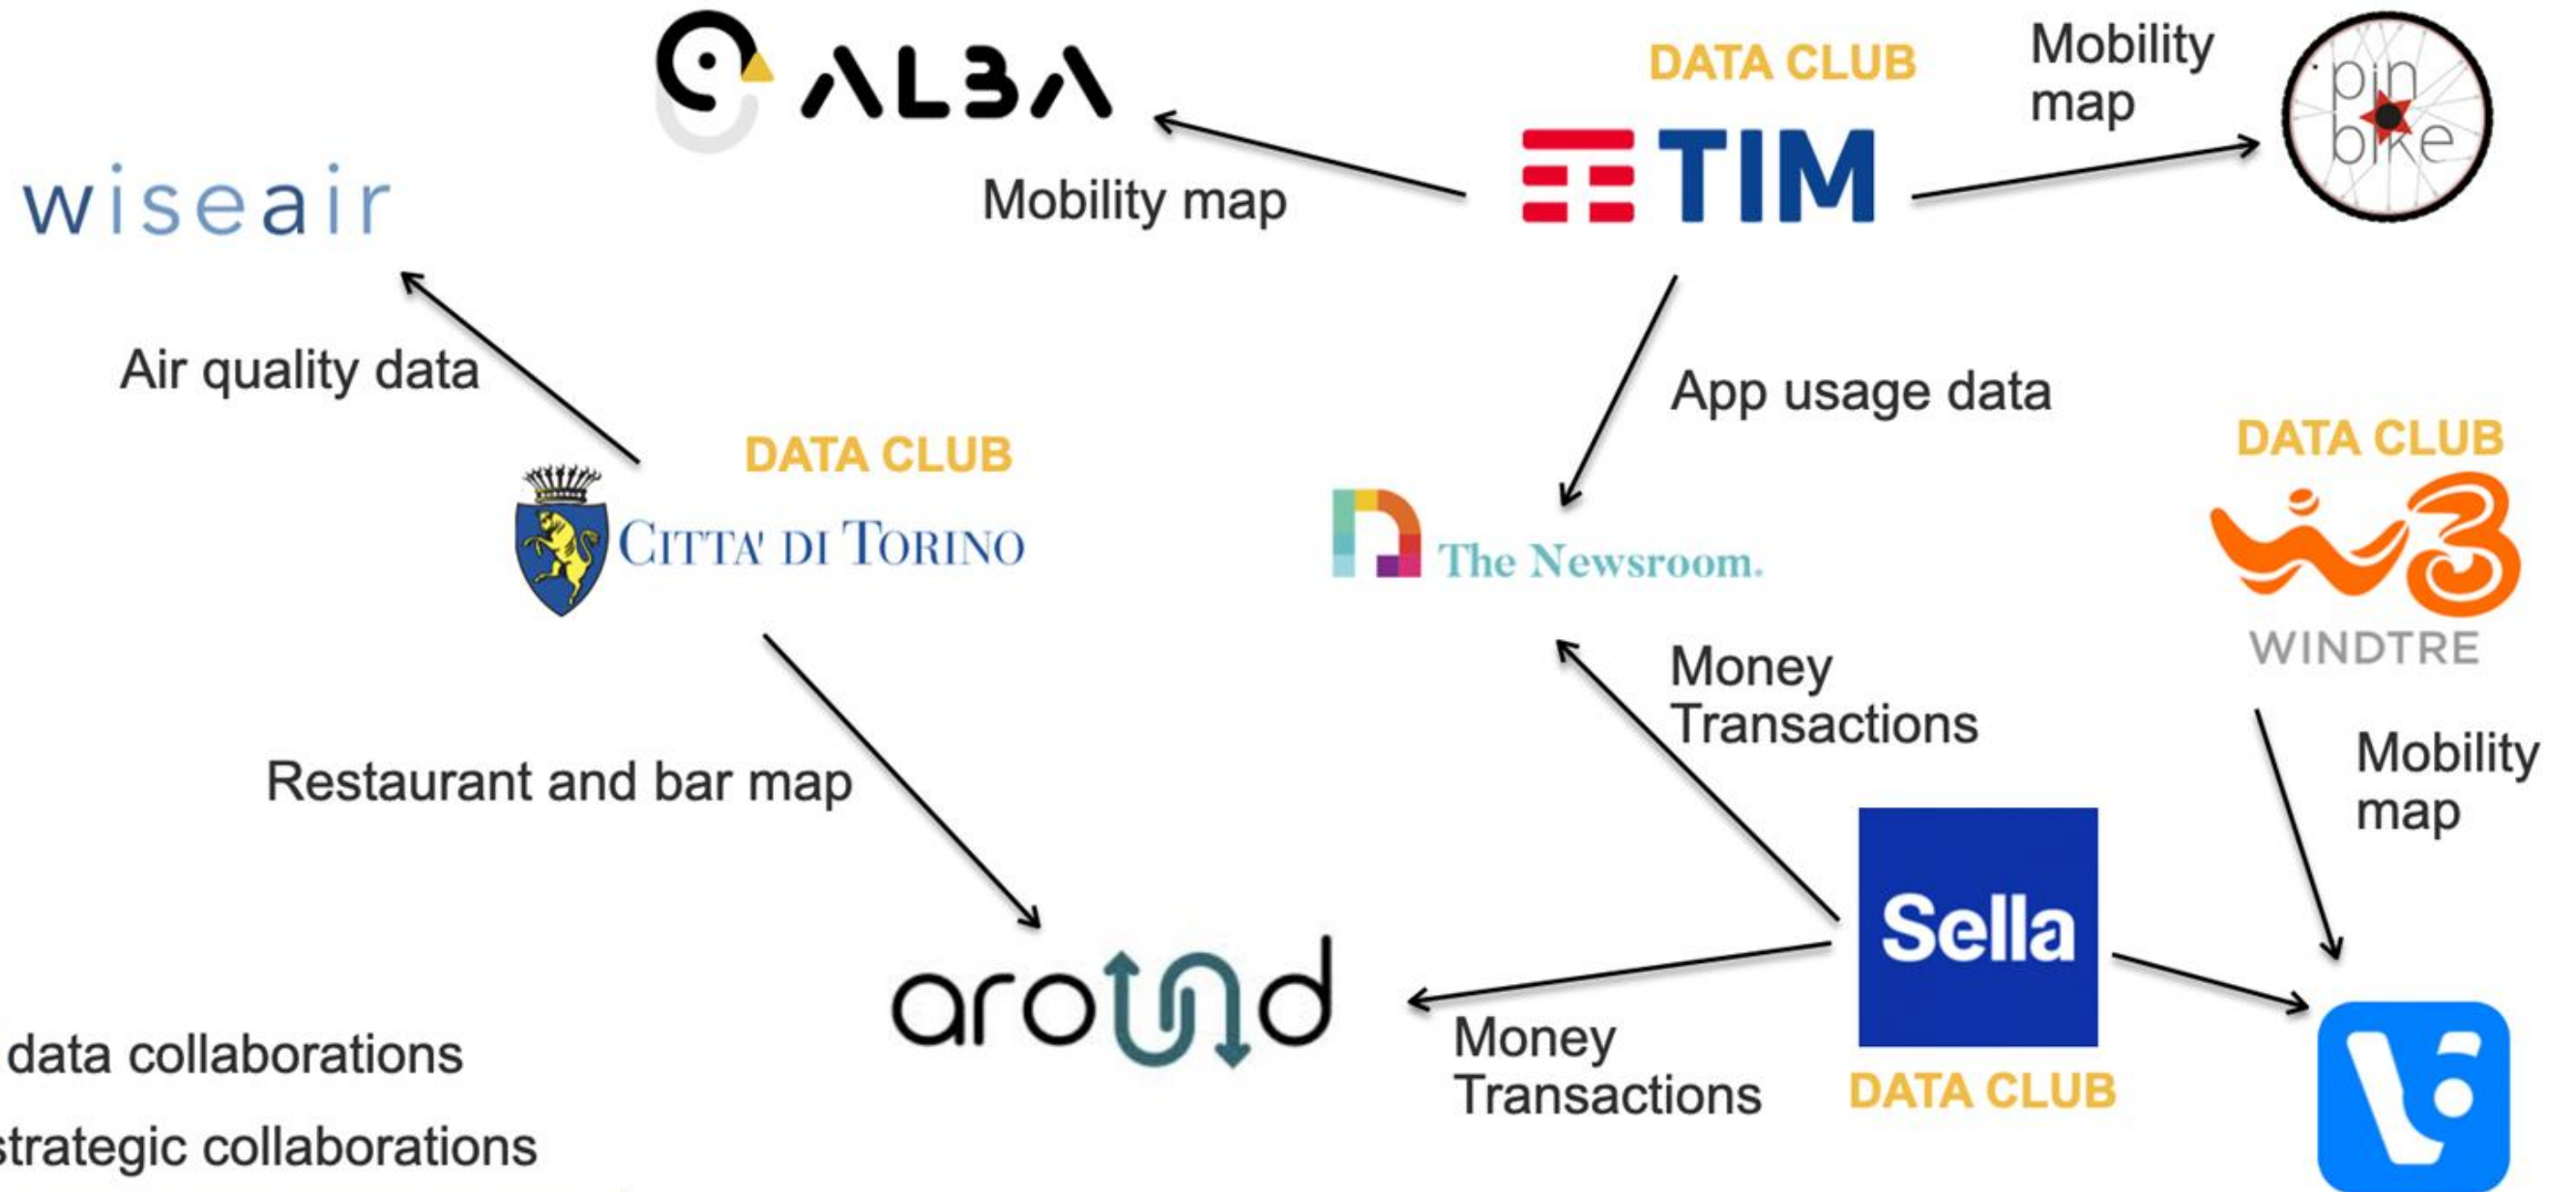 ALBA
DATA CLUB
TIM
Mobility
map
pin
bike
Mobility map
wiseair
Air quality data
App usage data
DATA CLUB
CITTA' DI TORINO
The Newsroom.
DATA CLUB
W3
WINDTRE
Money
Transactions
Mobility
map
Restaurant and bar map
Sella
DATA CLUB
around
Money
Transactions
data collaborations
strategic collaborations